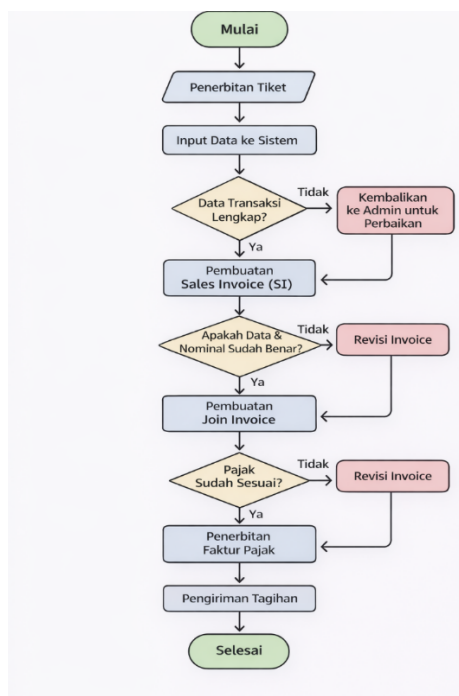 Mulai
Penerbitan Tiket
Input Data ke Sistem
Data Transaksi
Lengkap?
Tidak
Kembalikan
ke Admin untuk
Perbaikan
Ya
Pembuatan
Sales Invoice (SI)
Apakah Data &
Nominal Sudah Benar?
Tidak
Revisi Invoice
Ya
Pembuatan
Join Invoice
Pajak
Sudah Sesuai?
Tidak
Revisi Invoice
Ya
Penerbitan
Faktur Pajak
Pengiriman Tagihan
Selesai